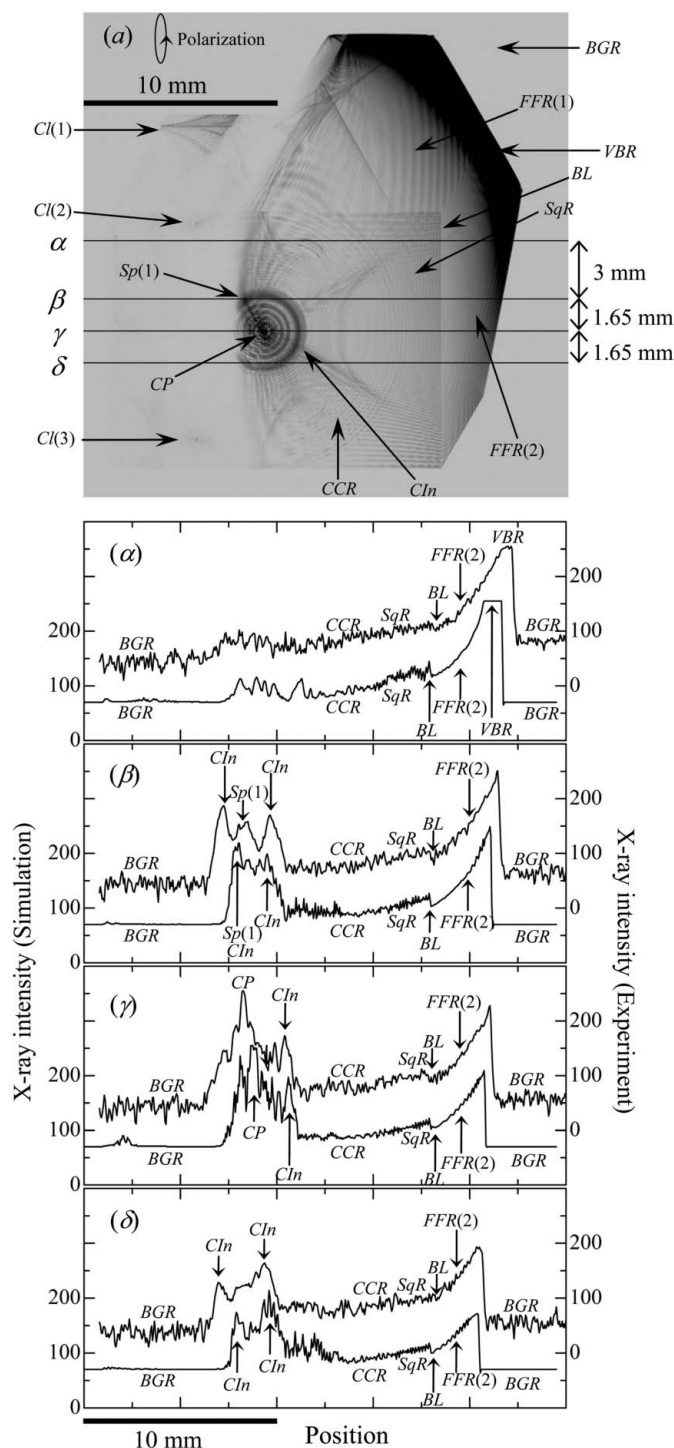 (a)
Polarization
10 mm
BGR
FFR(1)
Cl(1)
VBR
BL
Cl(2)
SqR
α
3 mm
Sp(1)
β
1.65 mm
γ
1.65 mm
δ
CP
Cl(3)
FFR(2)
CCR
CIn
(α)
VBR
FFR(2)
BL
SqR
CCR
BGR
BGR
200
100
100
0
0
BGR
CCR
SqR
BL
FFR(2)
VBR
BGR
(β)
CIn
Sp(1)
CIn
FFR(2)
BL
SqR
CCR
BGR
BGR
200
100
100
0
0
BGR
Sp(1)
CIn
CIn
CCR
SqR
BL
FFR(2)
BGR
(γ)
CP
CIn
FFR(2)
BL
SqR
CCR
BGR
BGR
200
100
100
0
0
BGR
CP
CIn
CCR
SqR
BL
FFR(2)
BGR
(δ)
CIn
CIn
FFR(2)
BL
SqR
CCR
BGR
BGR
200
100
100
0
0
BGR
CIn
CIn
CCR
SqR
BL
FFR(2)
BGR
X-ray intensity (Simulation)
X-ray intensity (Experiment)
10 mm
Position